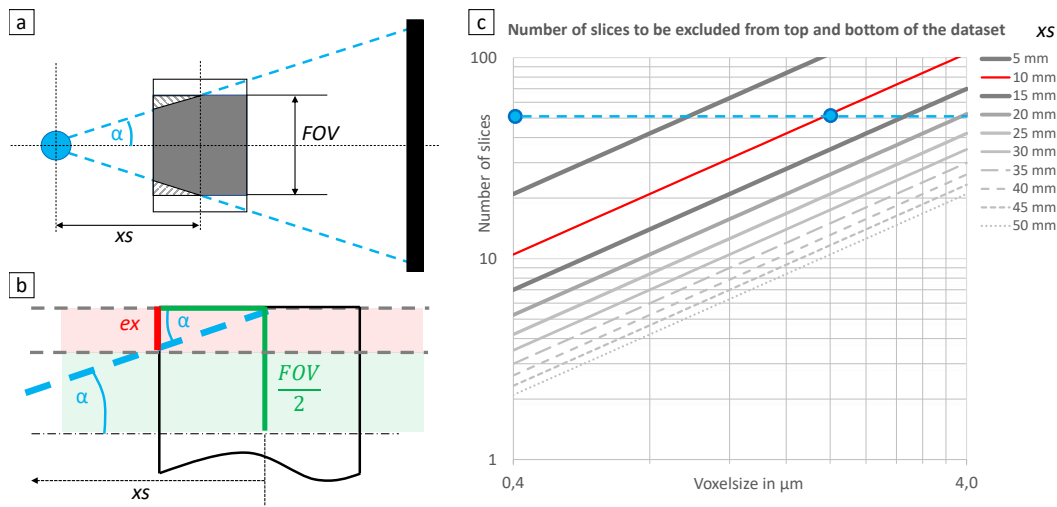 a
α
FOV
xs
b
ex
α
α
FOV
2
xs
c
Number of slices to be excluded from top and bottom of the dataset
xs
100
10
1
Number of slices
0,4
Voxelsize in µm
4,0
5 mm
10 mm
15 mm
20 mm
25 mm
30 mm
35 mm
40 mm
45 mm
50 mm